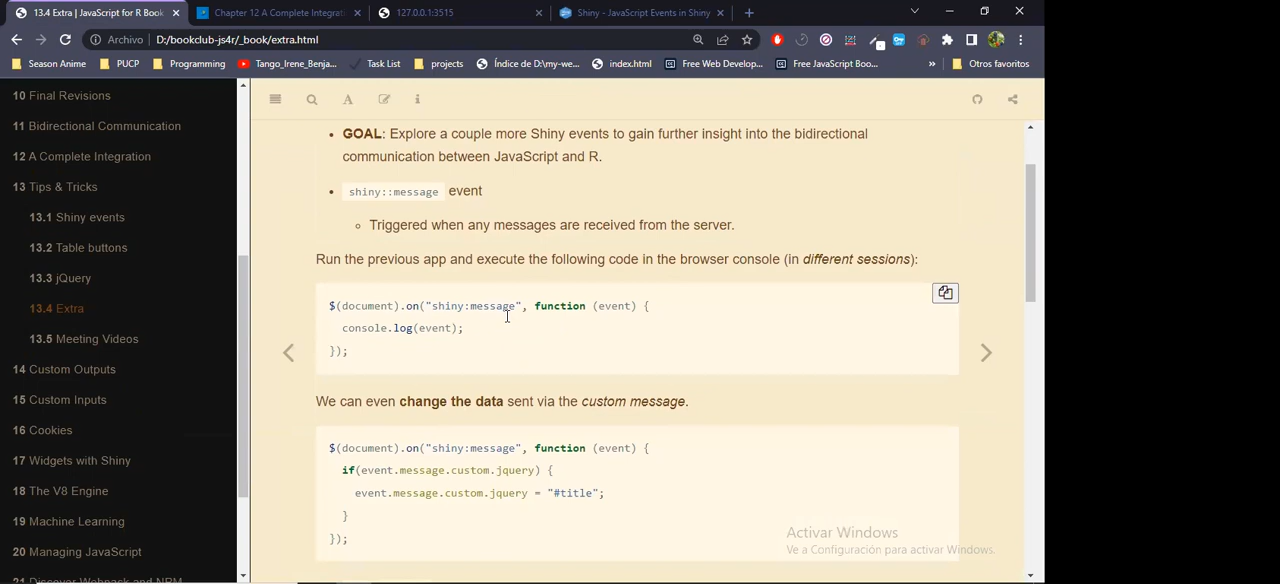 13.4 Extra | JavaScript for R Book
Chapter 12 A Complete Integrati
127.0.0.1:3515
Shiny - JavaScript Events in Shiny
Archivo
D:/bookclub-js4r/_book/extra.html
Season Anime
PUCP
Programming
Tango_Irene_Benja...
Task List
projects
Índice de D:\my-we...
index.html
Free Web Develop...
Free JavaScript Boo...
»
Otros favoritos
10 Final Revisions
11 Bidirectional Communication
12 A Complete Integration
13 Tips & Tricks
13.1 Shiny events
13.2 Table buttons
13.3 jQuery
13.4 Extra
13.5 Meeting Videos
14 Custom Outputs
15 Custom Inputs
16 Cookies
17 Widgets with Shiny
18 The V8 Engine
19 Machine Learning
20 Managing JavaScript
21 Discover Webpack and NPM
• GOAL: Explore a couple more Shiny events to gain further insight into the bidirectional
communication between JavaScript and R.
• shiny::message event
Triggered when any messages are received from the server.
Run the previous app and execute the following code in the browser console (in different sessions):
$(document).on("shiny:message", function (event) {
console.log(event);
});
We can even change the data sent via the custom message.
$(document).on("shiny:message", function (event) {
if(event.message.custom.jquery) {
event.message.custom.jquery = "#title";
}
});
Activar Windows
Ve a Configuración para activar Windows.